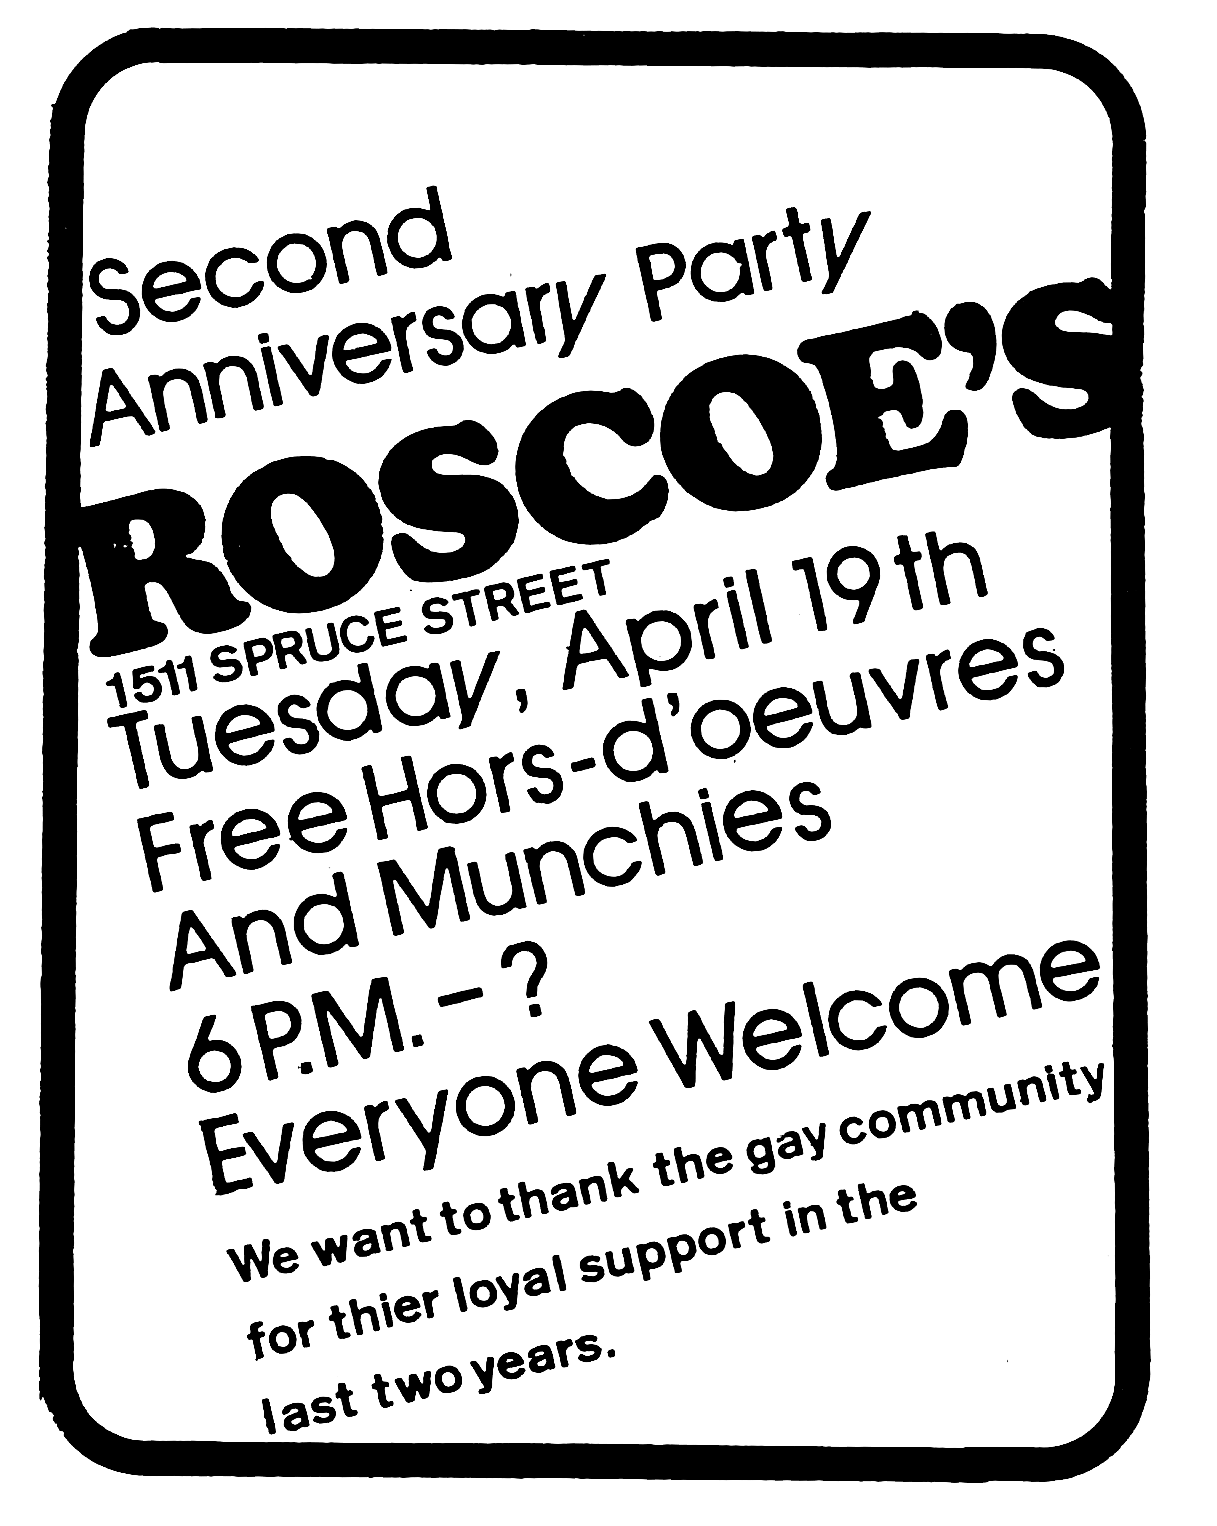 Second
Anniversary Party
ROSCOE'S
1511 SPRUCE STREET
Tuesday, April 19th
Free Hors-d'oeuvres
And Munchies
6 P.M. - ?
Everyone Welcome
We want to thank the gay community
for thier loyal support in the
last two years.